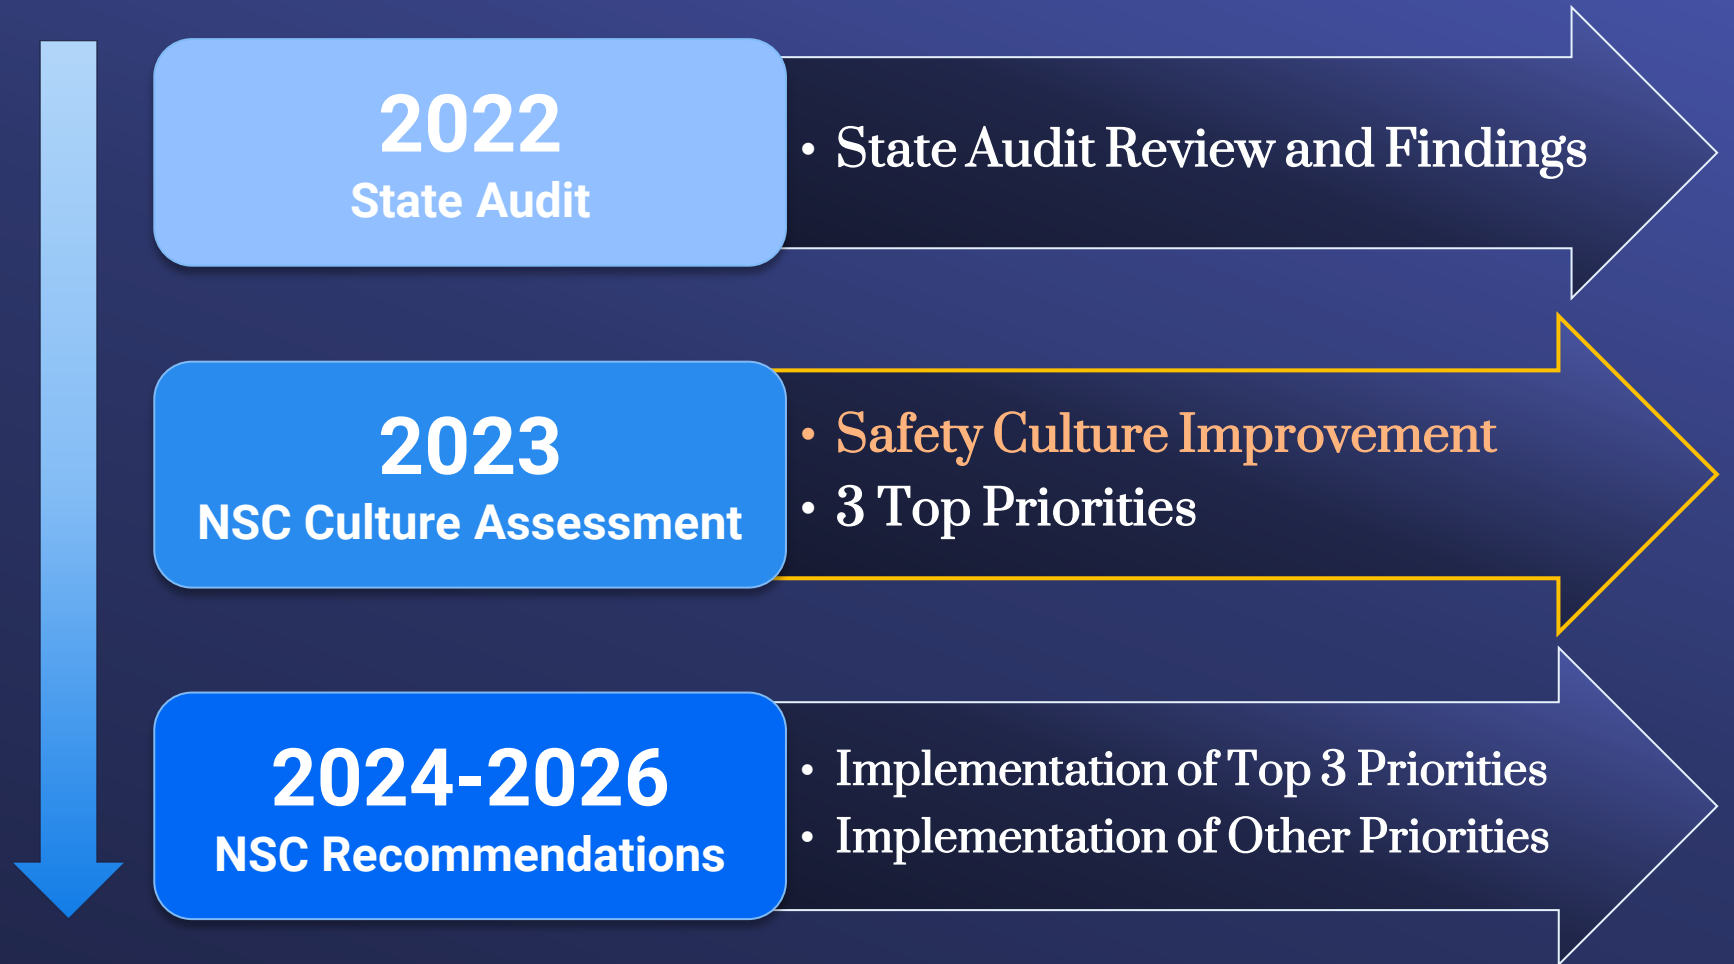 2022
State Audit
• State Audit Review and Findings
2023
NSC Culture Assessment
• Safety Culture Improvement
• 3 Top Priorities
2024-2026
NSC Recommendations
• Implementation of Top 3 Priorities
• Implementation of Other Priorities